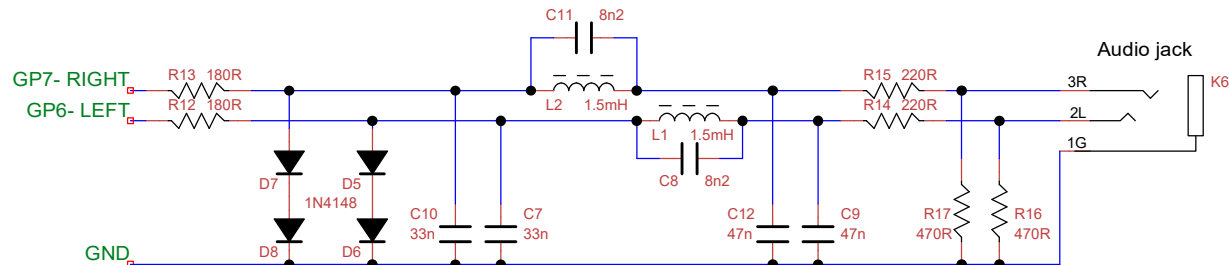 C11 8n2
Audio jack
GP7- RIGHT
R13 180R
L2 1.5mH
R15 220R
3R
K6
GP6- LEFT
R12 180R
L1 1.5mH
R14 220R
2L
1G
D7
D5
C8 8n2
1N4148
C10
33n
C7
33n
C12
47n
C9
47n
R17
470R
R16
470R
D8
D6
GND